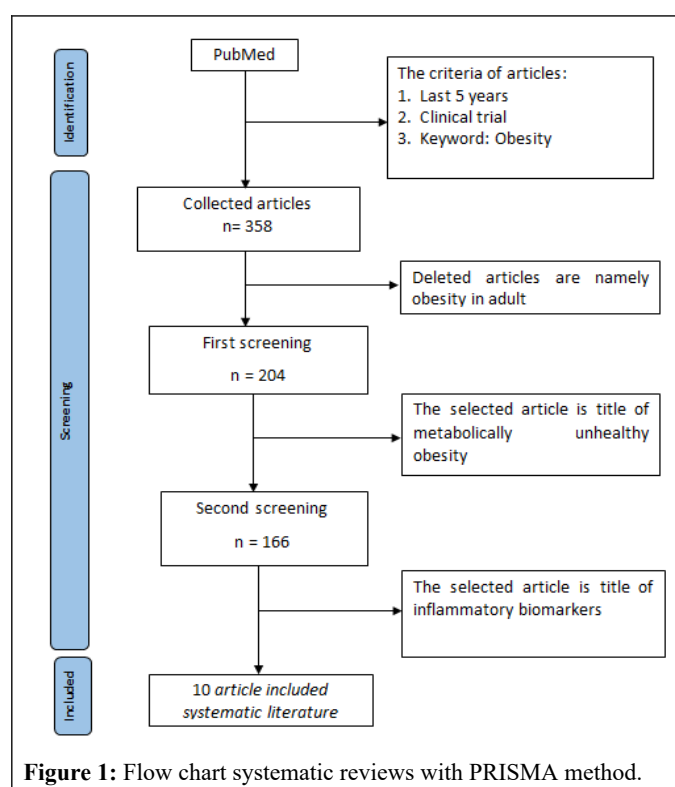 Identification
PubMed
The criteria of articles:
1. Last 5 years
2. Clinical trial
3. Keyword: Obesity
Screening
Collected articles
n= 358
Deleted articles are namely
obesity in adult
First screening
n = 204
The selected article is title of
metabolically unhealthy
obesity
Second screening
n = 166
The selected article is title of
inflammatory biomarkers
Included
10 article included
systematic literature
Figure 1: Flow chart systematic reviews with PRISMA method.